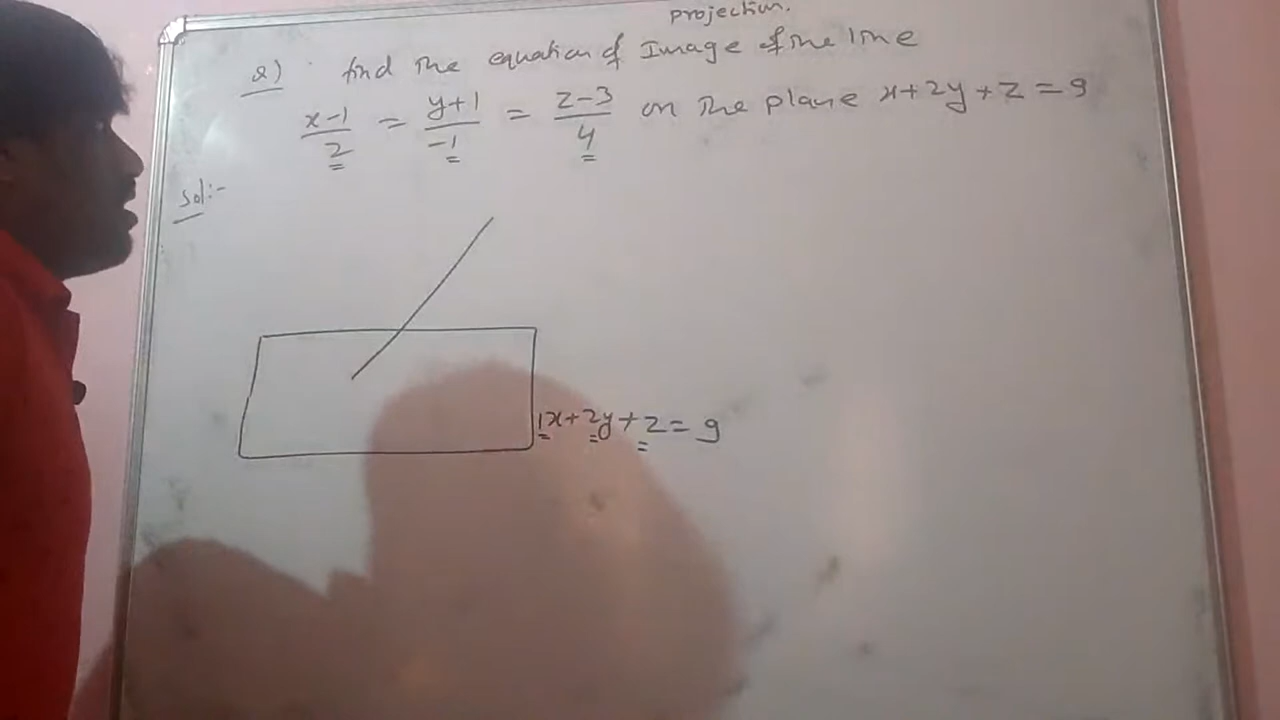 projection.
Q) find the equation of Image of the line
x-1/2 = y+1/-1 = z-3/4 on the plane x+2y+z=9
Sol:-
1x+2y+z=9